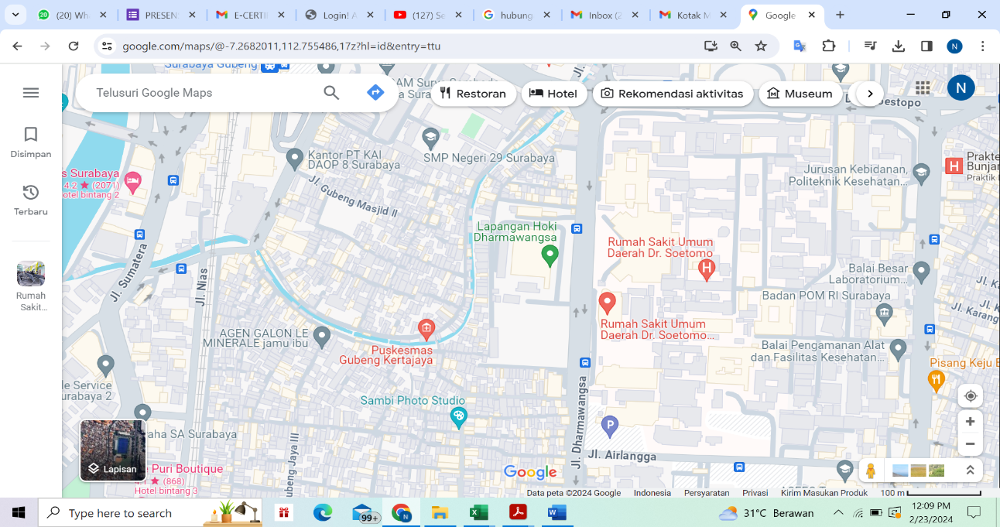 (20) Wh
PRESEN
E-CERTI
Login! A
(127) Se
hubung
Inbox (2
Kotak M
Google
google.com/maps/@-7.2682011,112.755486,17z?hl=id&entry=ttu
N
Surabaya Gubeng
Telusuri Google Maps
Restoran
Hotel
Rekomendasi aktivitas
Museum
N
Disimpan
Terbaru
Rumah
Sakit...
Kantor PT KAI
DAOP 8 Surabaya
SMP Negeri 29 Surabaya
Jl. Gubeng Masjid II
s Surabaya
4.2 ★ (2071)
otel bintang 2
Jurusan Kebidanan,
Politeknik Kesehatan...
H
Prakte
Bunjar
Praktik
Lapangan Hoki
Dharmawangsa
Rumah Sakit Umum
Daerah Dr. Soetomo
H
Jl. Sumatera
Jl. Nias
Balai Besar
Laboratorium...
Badan POM RI Surabaya
Jl. Ka
Jl. Karang
Rumah Sakit Umum
Daerah Dr. Soetomo...
AGEN GALON LE
MINERALE jamu ibu
Puskesmas
Gubeng Kertajaya
Balai Pengamanan Alat
dan Fasilitas Kesehatan...
Pisang Keju B
le Service
urabaya 2
Sambi Photo Studio
Jl. Dharmawangsa
P
Jl. Airlangga
aha SA Surabaya
ubeng Jaya III
Lapisan
Puri Boutique
★ (868)
Hotel bintang 3
Google
Data peta ©2024 Google
Indonesia
Persyaratan
Privasi
Kirim Masukan Produk
100 m
Type here to search
99+
N
31°C Berawan
12:09 PM
2/23/2024